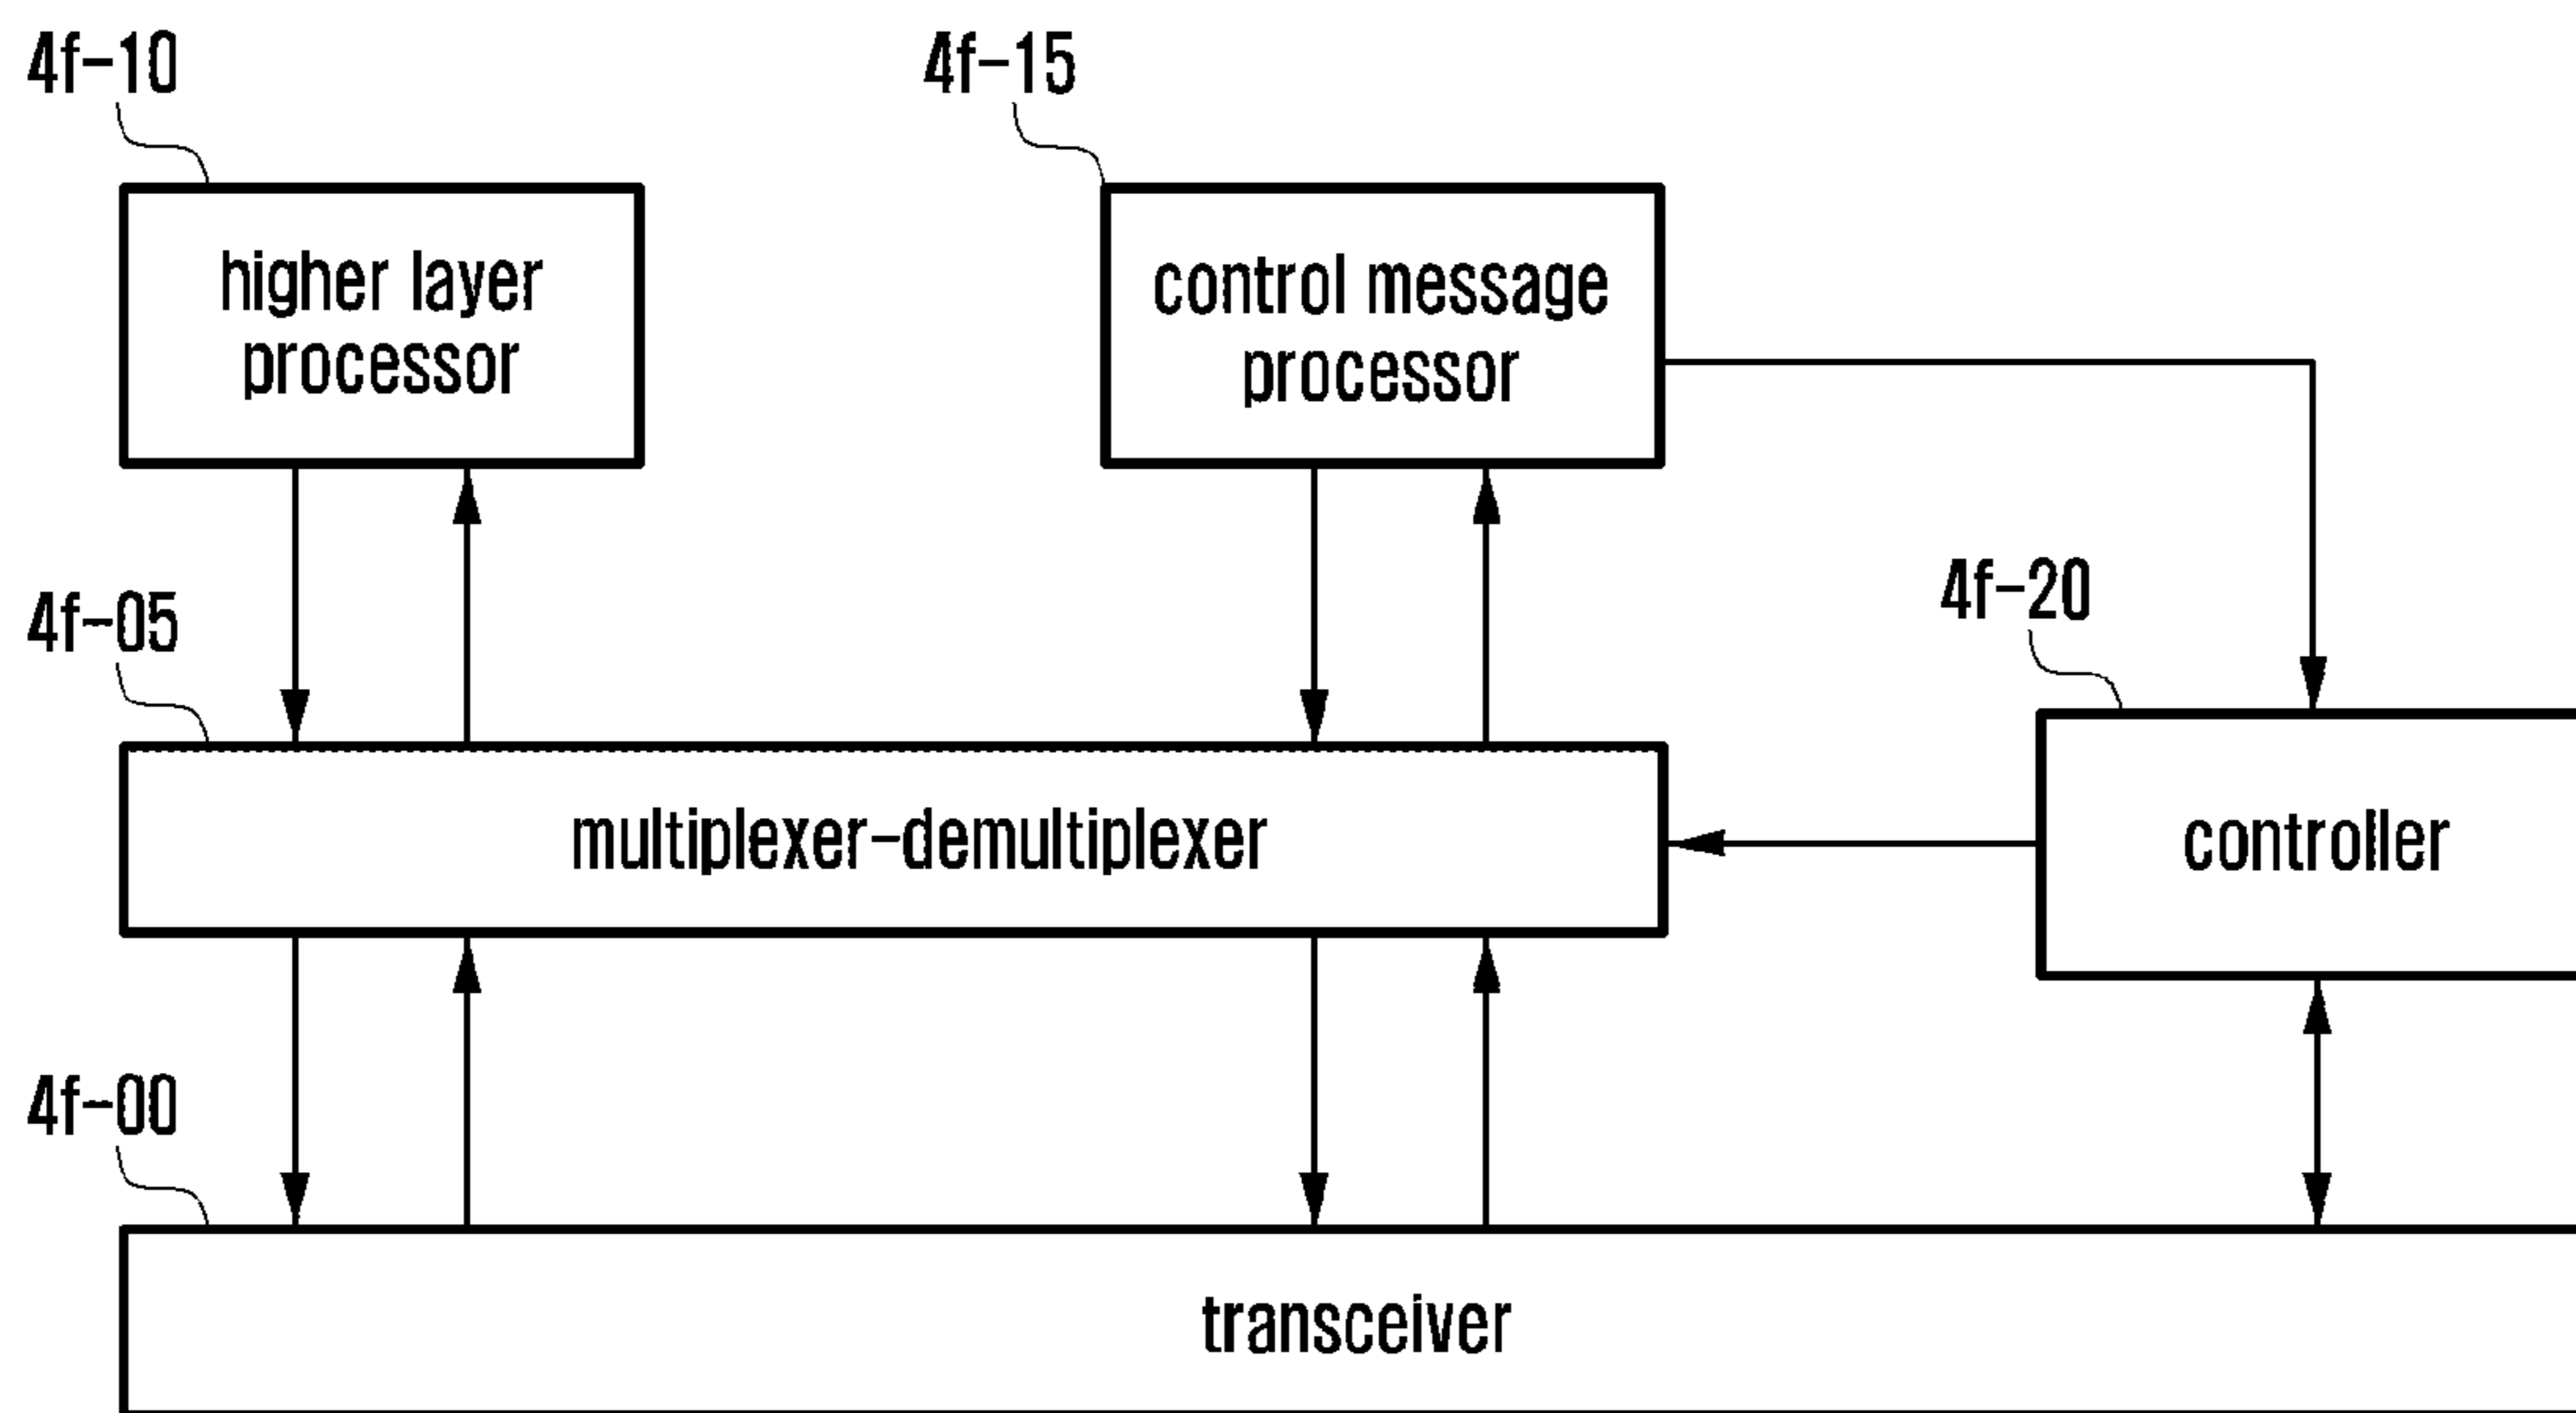 4f-10
4f-15
higher layer
processor
control message
processor
4f-05
4f-20
multiplexer-demultiplexer
controller
4f-00
transceiver